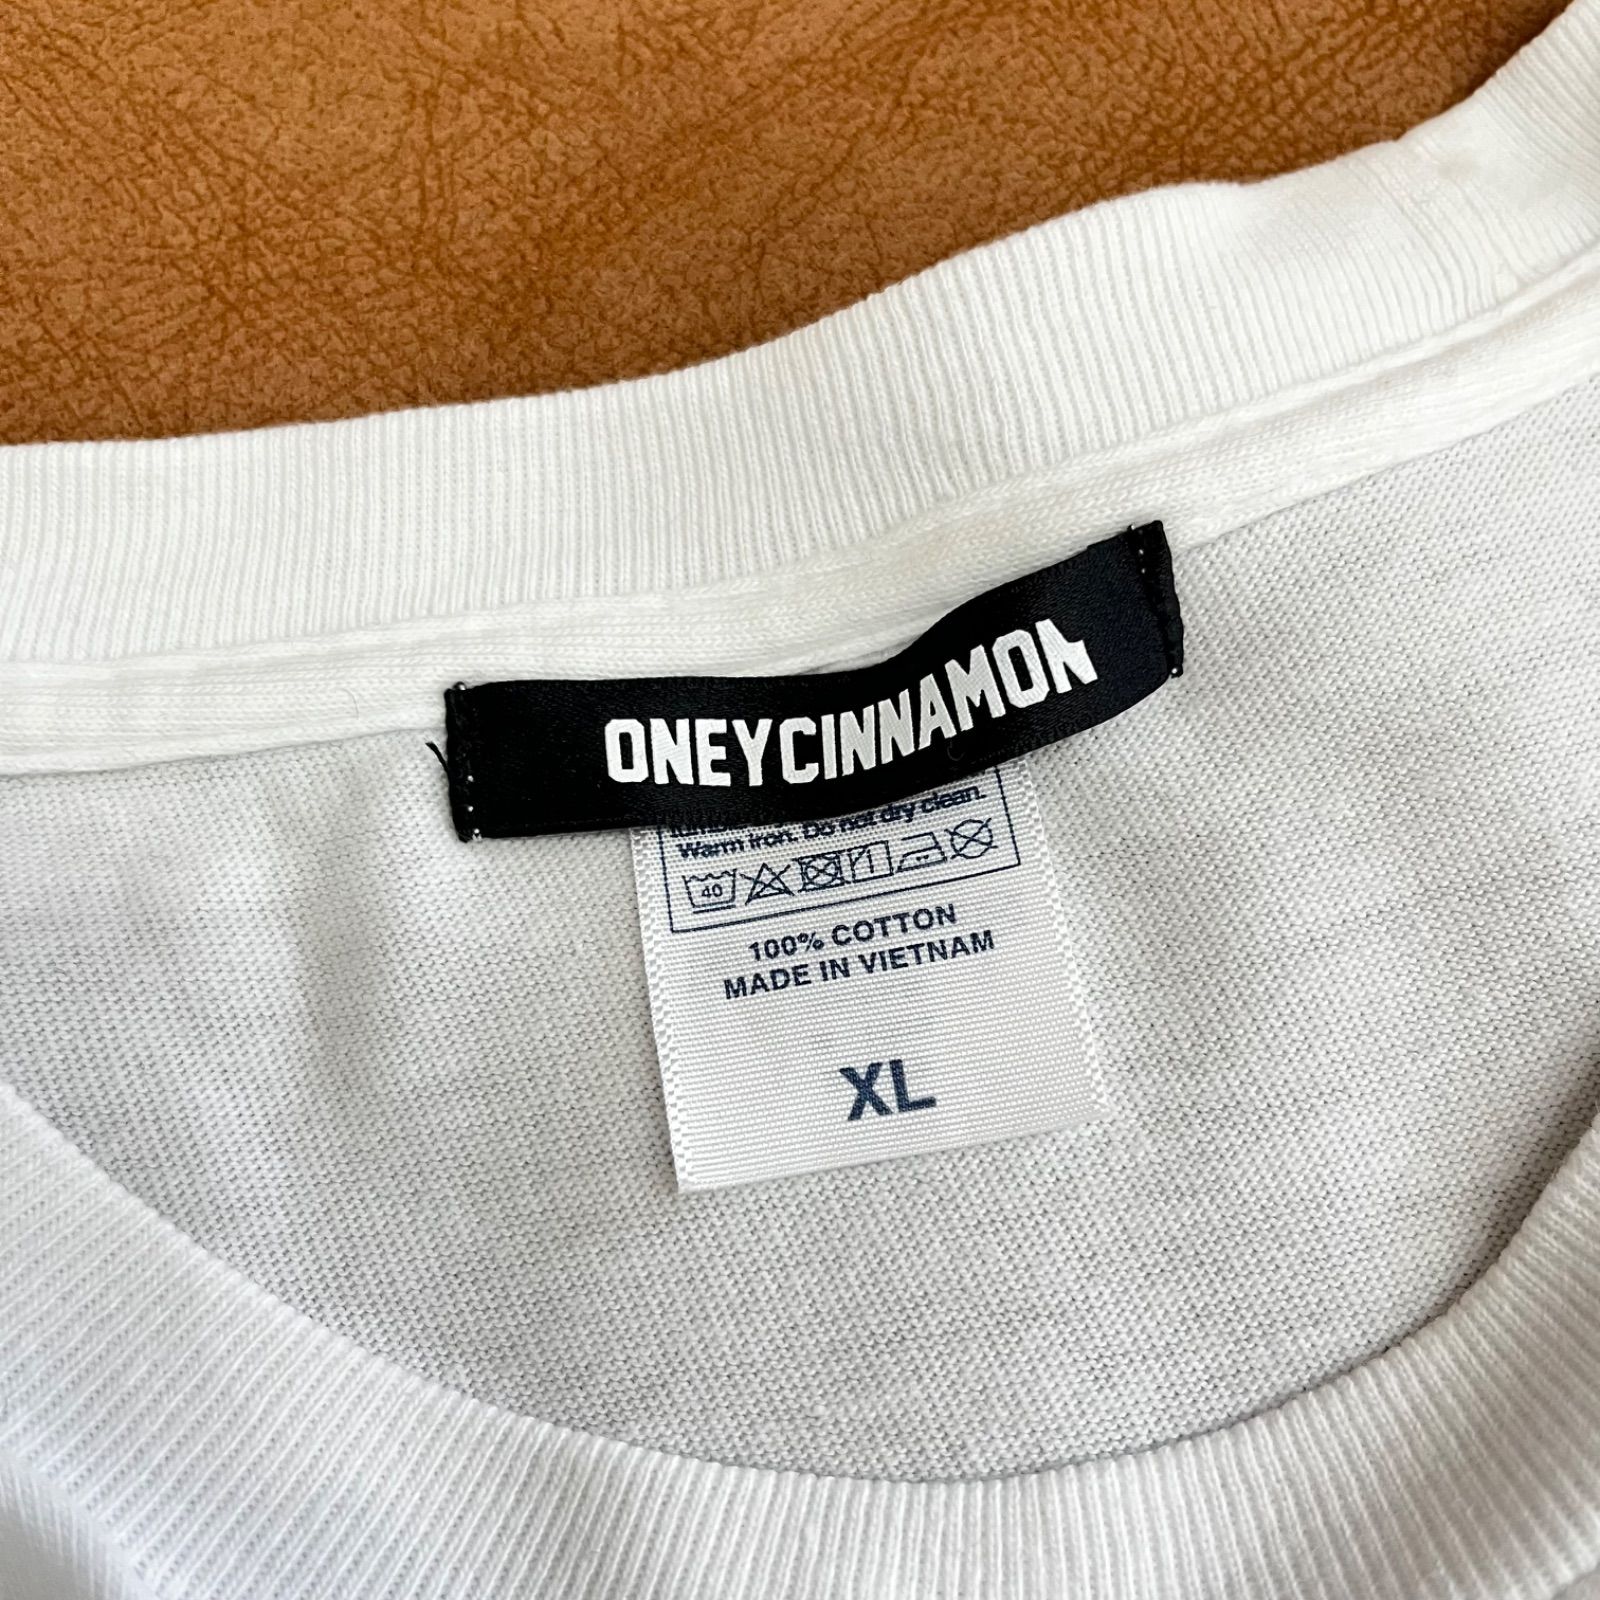 ONEYCINNAMON
Warm iron. Do not dry clean.
40
100% COTTON
MADE IN VIETNAM
XL